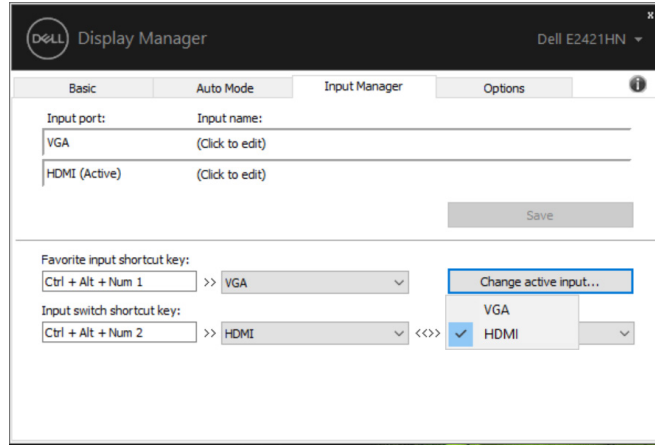 DELL Display Manager
Dell E2421HN
x
Basic Auto Mode Input Manager Options
Input port: Input name:
VGA (Click to edit)
HDMI (Active) (Click to edit)
Save
Favorite input shortcut key:
Ctrl + Alt + Num 1 >> VGA Change active input...
Input switch shortcut key:
VGA
Ctrl + Alt + Num 2 >> HDMI <<>> HDMI